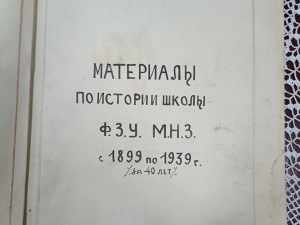 МАТЕРИАЛЫ
ПО ИСТОРИИ ШКОЛЫ
Ф.З.У. М.Н.З.
с 1899 по 1939 г.
/за 40 лет/.